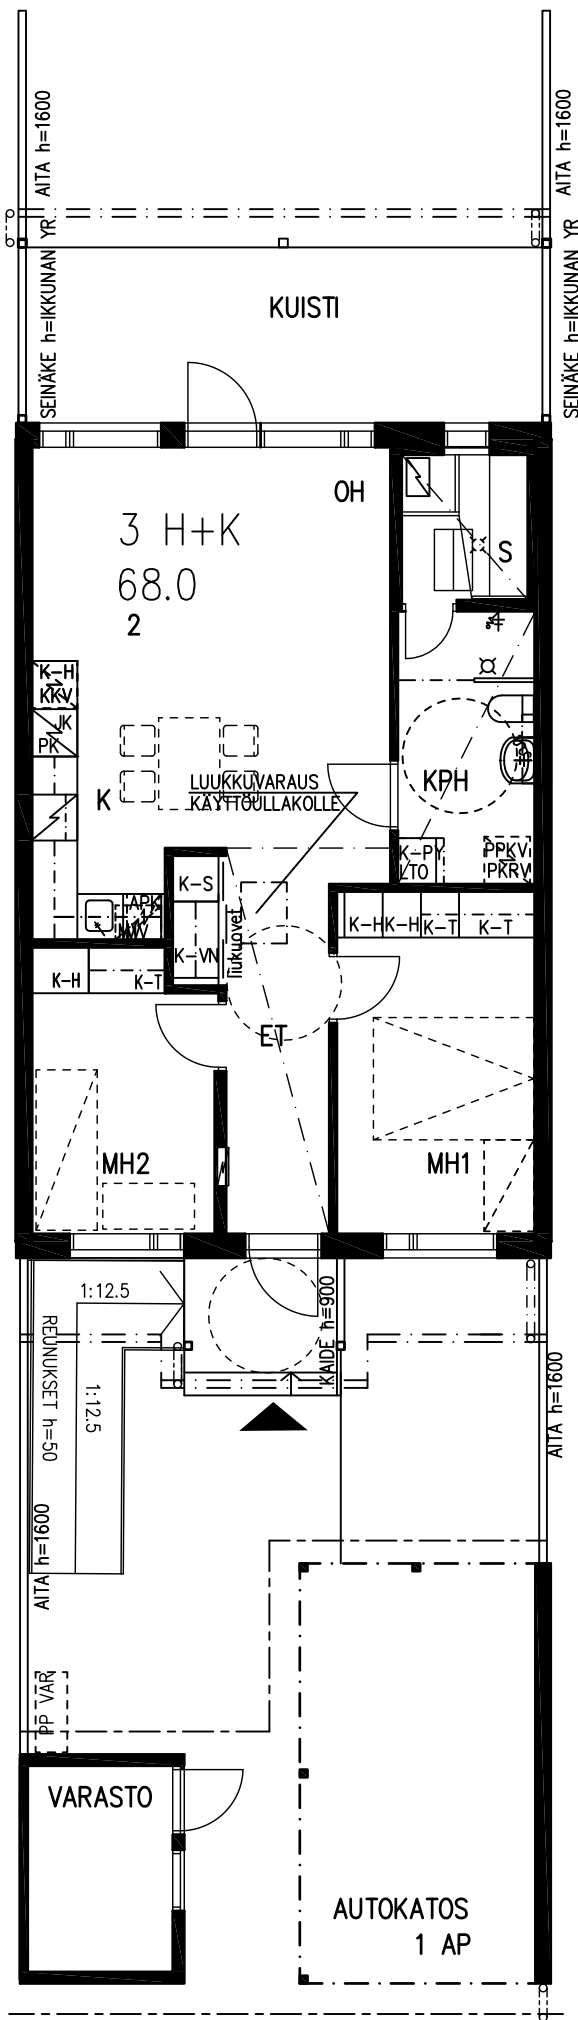 AITA h=1600
AITA h=1600
SEINÄKE h=IKKUNAN YR.
SEINÄKE h=IKKUNAN YR
KUISTI
OH
3 H+K
68.0
2
S
K-H
KKV
JK
PK
K
LUUKKUVARAUS
KÄYTTÖULLAKOLLE
KPH
K-PY
LTO
PPKV
PKRV
K-S
K-VN
liukuovet
APK
MUV
K-H
K-T
K-H
K-H
K-T
K-T
ET
MH2
MH1
1:12.5
1:12.5
REUNUKSET h=50
KAIDE h=900
AITA h=1600
AITA h=1600
PP VAR
VARASTO
AUTOKATOS
1 AP